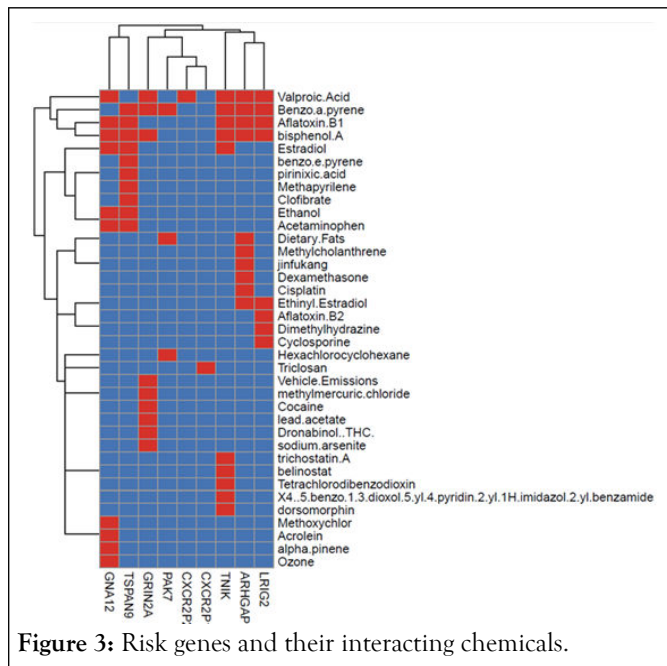 Valproic.Acid
Benzo.a.pyrene
Aflatoxin.B1
bisphenol.A
Estradiol
benzo.e.pyrene
pirinixic.acid
Methapyrilene
Clofibrate
Ethanol
Acetaminophen
Dietary.Fats
Methylcholanthrene
jinfukang
Dexamethasone
Cisplatin
Ethinyl.Estradiol
Aflatoxin.B2
Dimethylhydrazine
Cyclosporine
Hexachlorocyclohexane
Triclosan
Vehicle.Emissions
methylmercuric.chloride
Cocaine
lead.acetate
Dronabinol..THC.
sodium.arsenite
trichostatin.A
belinostat
Tetrachlorodibenzodioxin
X4..5.benzo.1.3.dioxol.5.yl.4.pyridin.2.yl.1H.imidazol.2.yl.benzamide
dorsomorphin
Methoxychlor
Acrolein
alpha.pinene
Ozone
GNA12
TSPAN9
GRIN2A
PAK7
CXCR2P
CXCR2P
TNIK
ARHGAP
LRIG2
Figure 3: Risk genes and their interacting chemicals.